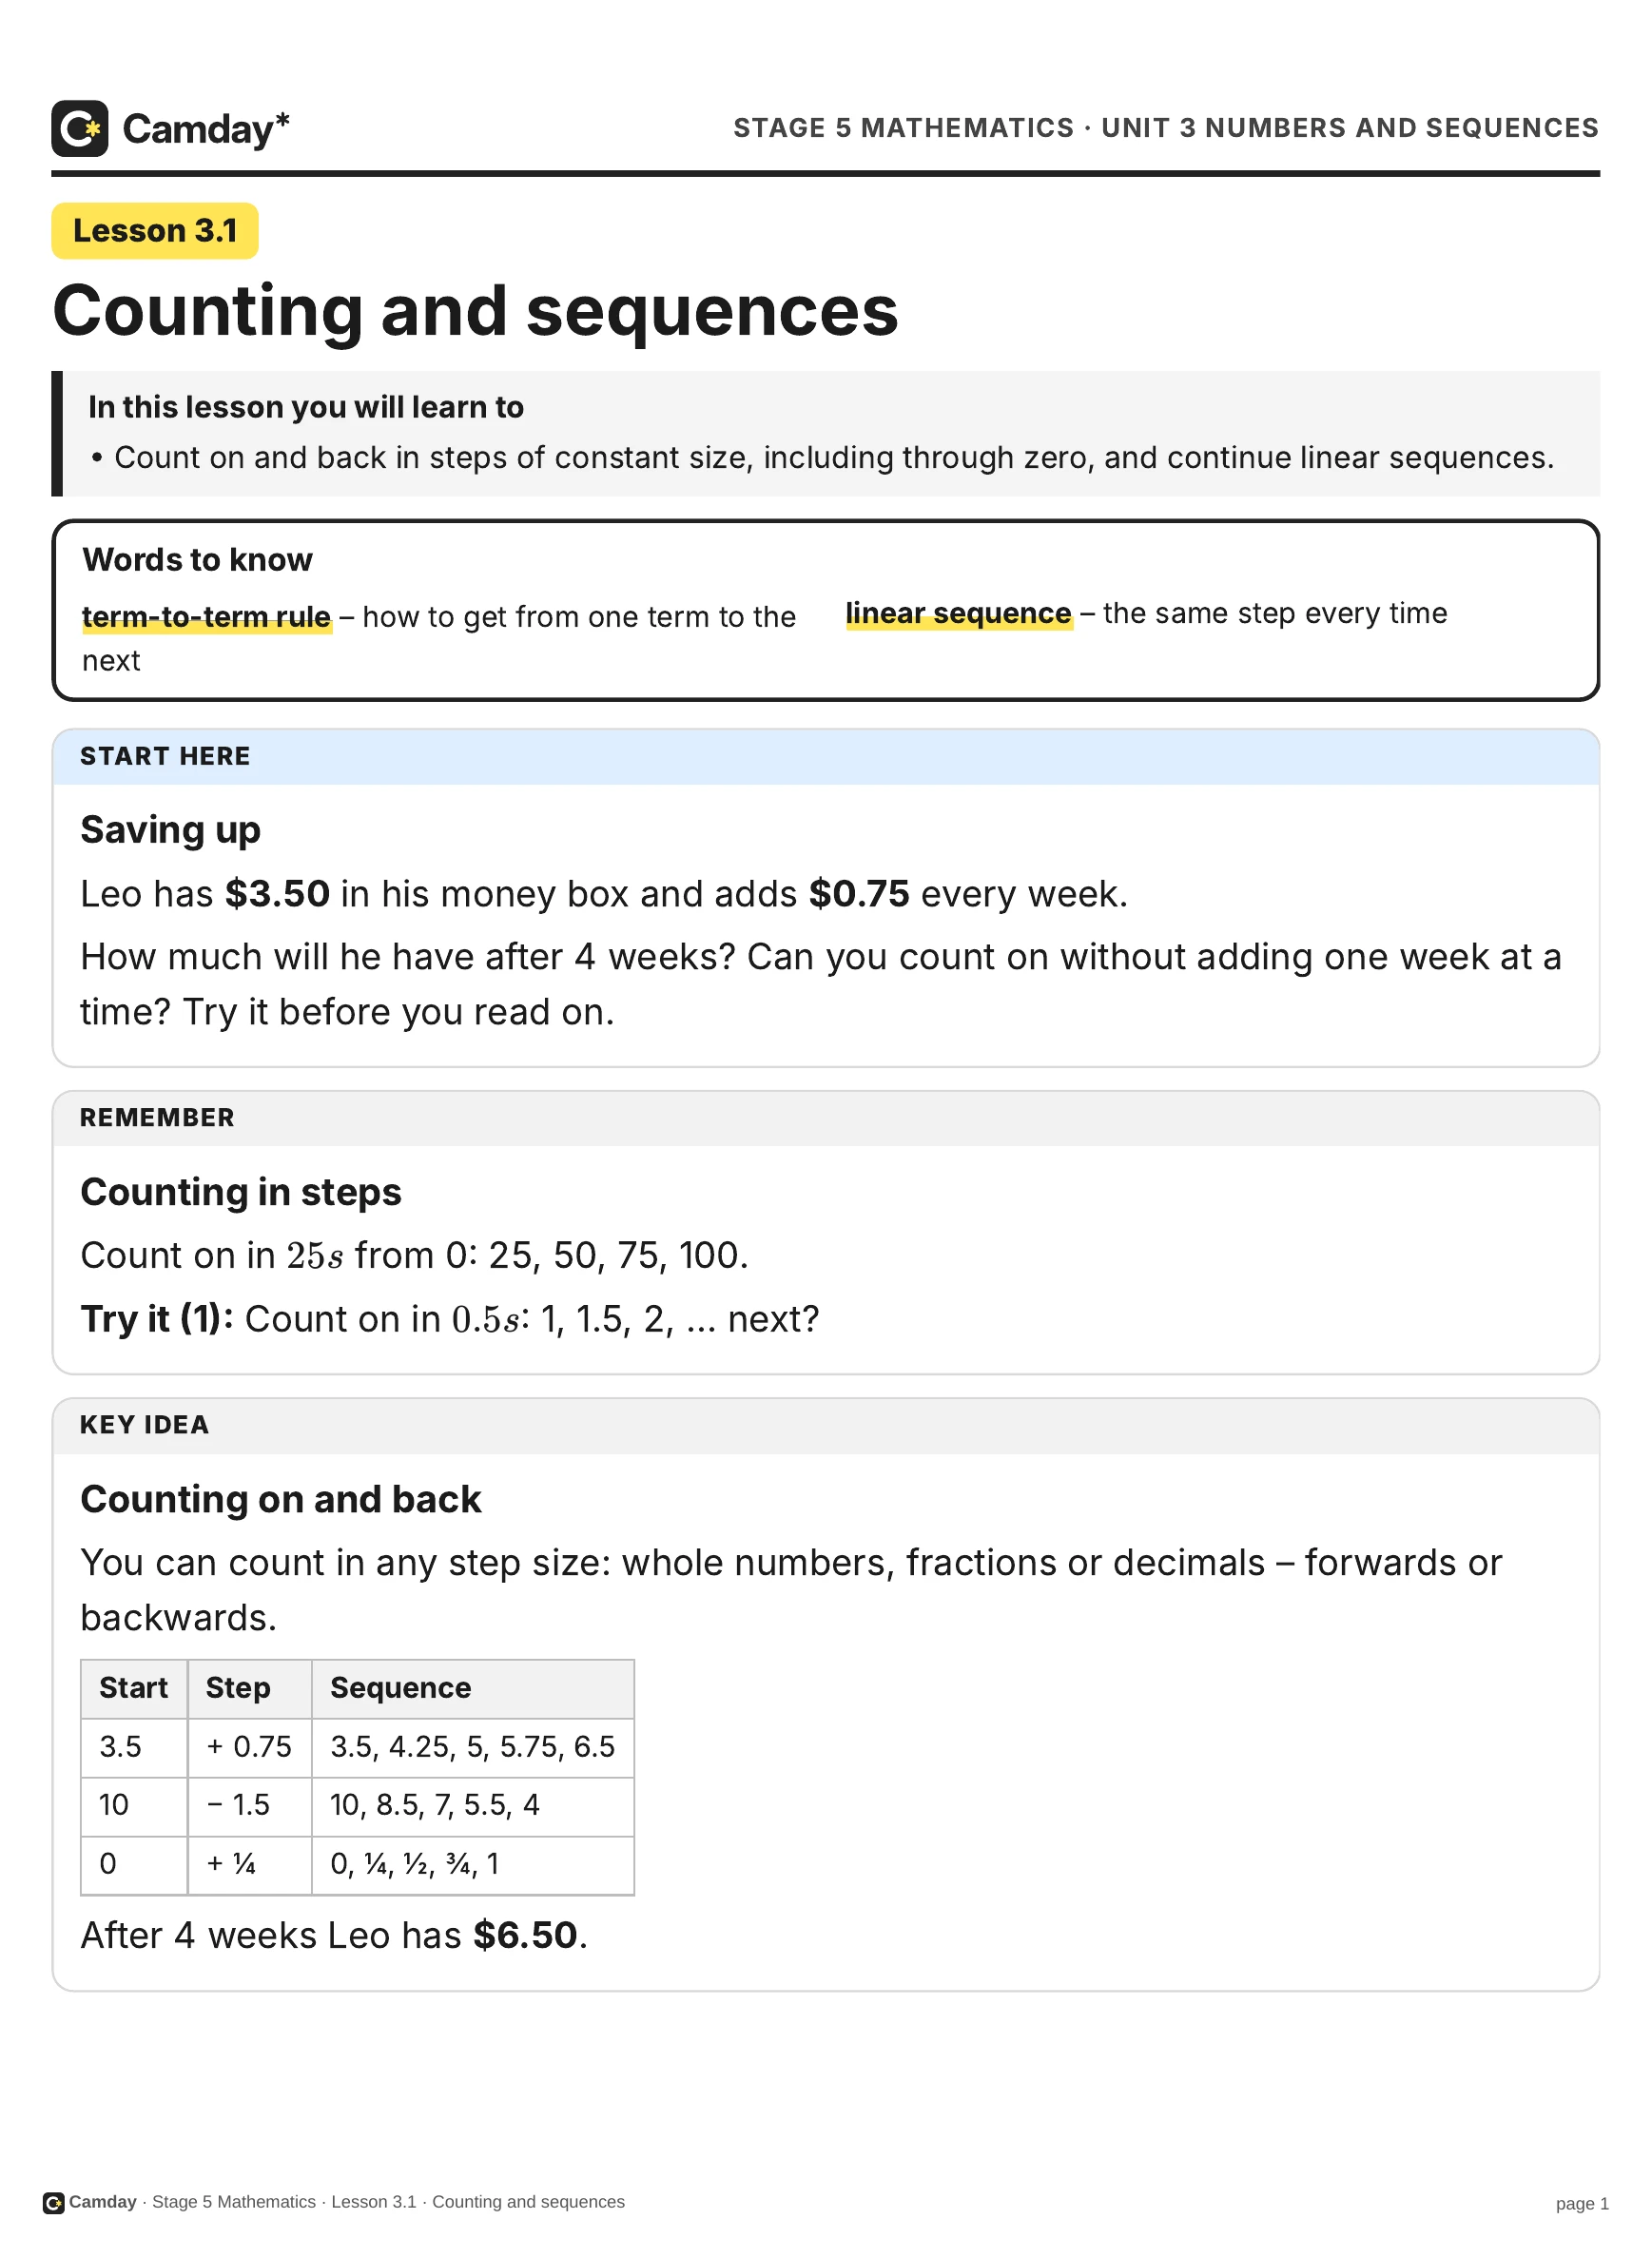 Camday*
STAGE 5 MATHEMATICS · UNIT 3 NUMBERS AND SEQUENCES
Lesson 3.1
Counting and sequences
In this lesson you will learn to
• Count on and back in steps of constant size, including through zero, and continue linear sequences.
Words to know
term-to-term rule – how to get from one term to the
next
linear sequence – the same step every time
START HERE
Saving up
Leo has $3.50 in his money box and adds $0.75 every week.
How much will he have after 4 weeks? Can you count on without adding one week at a
time? Try it before you read on.
REMEMBER
Counting in steps
Count on in 25s from 0: 25, 50, 75, 100.
Try it (1): Count on in 0.5s: 1, 1.5, 2, … next?
KEY IDEA
Counting on and back
You can count in any step size: whole numbers, fractions or decimals – forwards or
backwards.
Start Step Sequence
3.5 + 0.75 3.5, 4.25, 5, 5.75, 6.5
10 − 1.5 10, 8.5, 7, 5.5, 4
0 + ¼ 0, ¼, ½, ¾, 1
After 4 weeks Leo has $6.50.
Camday · Stage 5 Mathematics · Lesson 3.1 · Counting and sequences
page 1